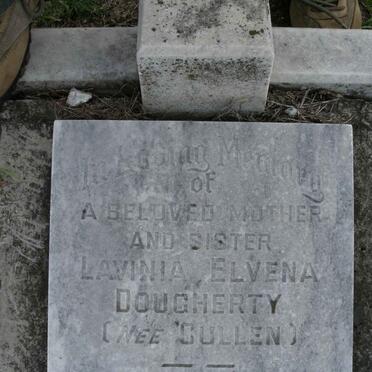 In Loving Memory
of
A BELOVED MOTHER
AND SISTER
LAVINIA ELVENA
DOUGHERTY
(NEE CULLEN)